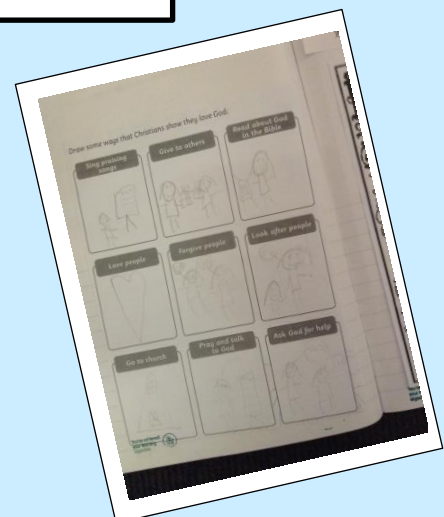 Draw some ways that Christians show they love God:
Sing praising
songs
Give to others
Read about God
in the Bible
Love people
Forgive people
Look after people
Go to church
Pray and talk
to God
Ask God for help